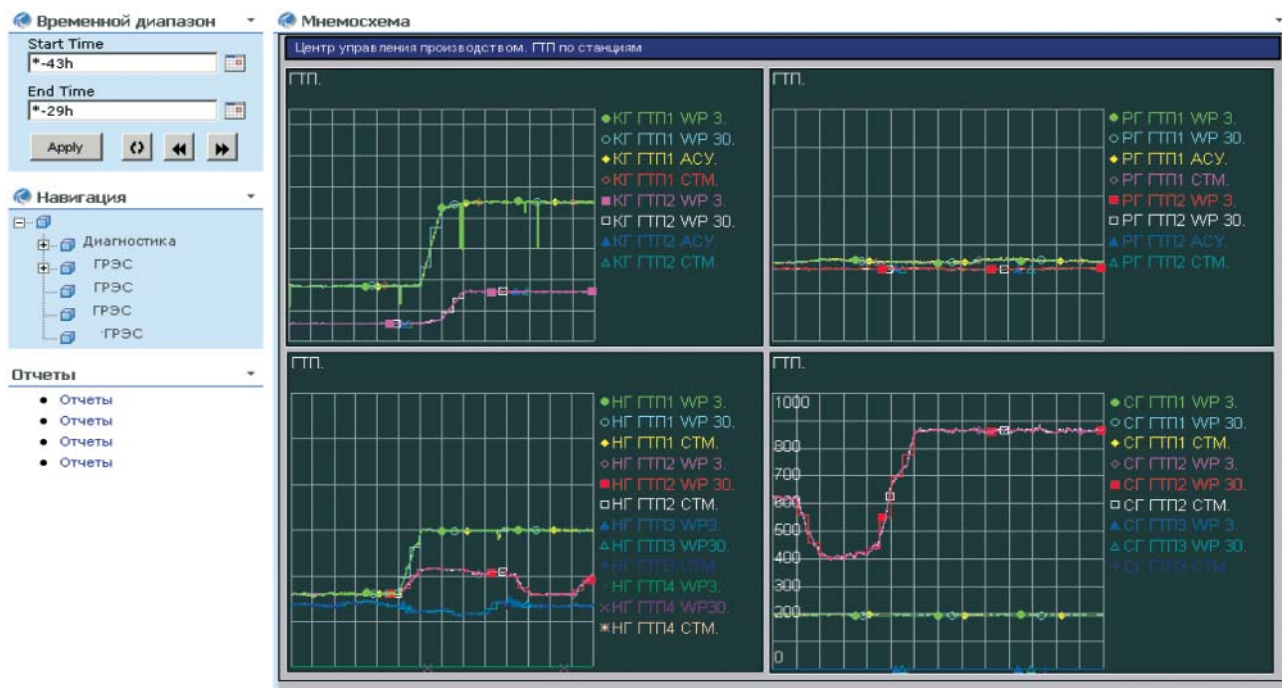 Временной диапазон
Start Time
*-43h
End Time
*-29h
Apply
Навигация
Диагностика
ГРЭС
ГРЭС
ГРЭС
ГРЭС
Отчеты
Отчеты
Отчеты
Отчеты
Отчеты
Мнемосхема
Центр управления производством. ГТП по станциям
ГТП.
КГ ГТП1 WP 3.
КГ ГТП1 WP 30.
КГ ГТП1 АСУ.
КГ ГТП1 СТМ.
КГ ГТП2 WP 3.
КГ ГТП2 WP 30.
КГ ГТП2 АСУ.
КГ ГТП2 СТМ.
ГТП.
РГ ГТП1 WP 3.
РГ ГТП1 WP 30.
РГ ГТП1 АСУ.
РГ ГТП1 СТМ.
РГ ГТП2 WP 3.
РГ ГТП2 WP 30.
РГ ГТП2 АСУ.
РГ ГТП2 СТМ.
ГТП.
НГ ГТП1 WP 3.
НГ ГТП1 WP 30.
НГ ГТП1 СТМ.
НГ ГТП2 WP 3.
НГ ГТП2 WP 30.
НГ ГТП2 СТМ.
НГ ГТП3 WP3.
НГ ГТП3 WP30.
НГ ГТП3 СТМ
НГ ГТП4 WP3.
НГ ГТП4 WP30.
НГ ГТП4 СТМ.
ГТП.
1000
800
700
600
500
400
300
200
0
СГ ГТП1 WP 3.
СГ ГТП1 WP 30.
СГ ГТП1 СТМ.
СГ ГТП2 WP 3.
СГ ГТП2 WP 30.
СГ ГТП2 СТМ.
СГ ГТП3 WP 3.
СГ ГТП3 WP 30.
СГ ГТП3 СТМ